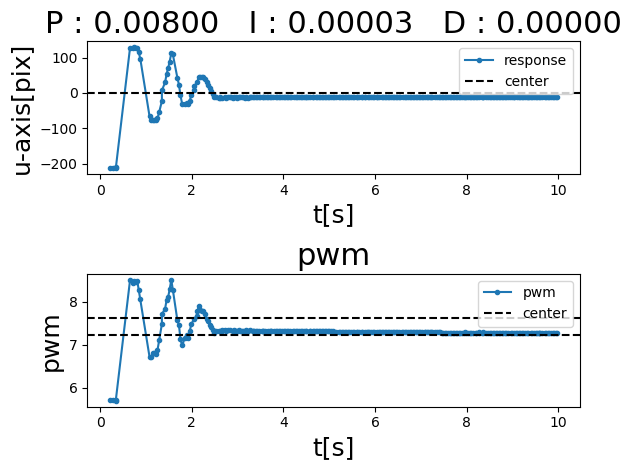 P : 0.00800   I : 0.00003   D : 0.00000
u-axis[pix]
100
0
−100
−200
response
center
0 2 4 6 8 10
t[s]
pwm
pwm
8
7
6
pwm
center
0 2 4 6 8 10
t[s]